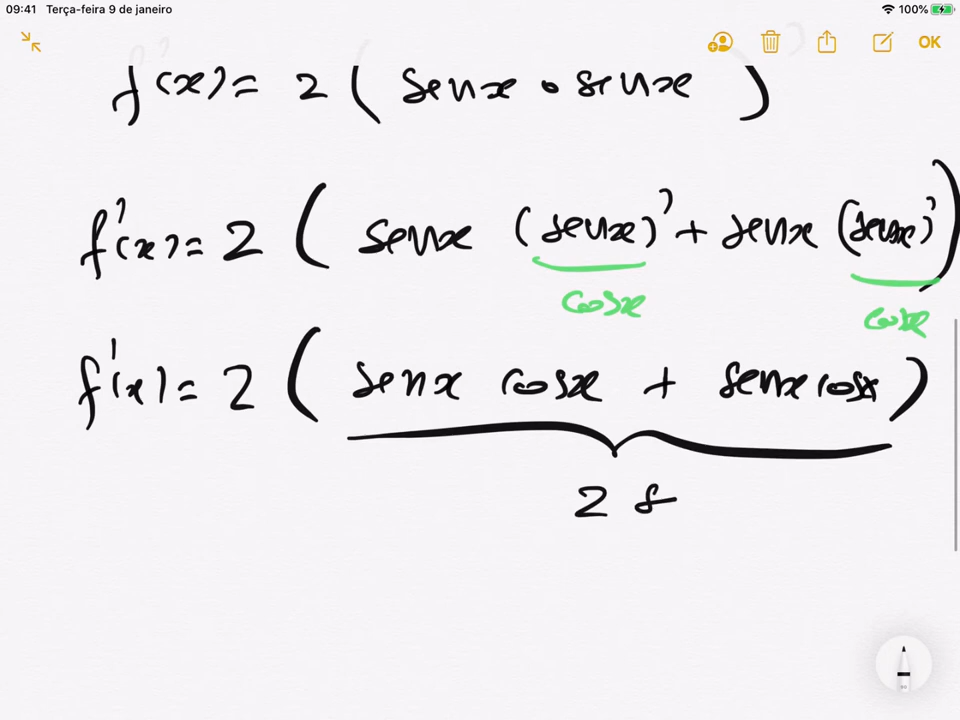 09:41 Terça-feira 9 de janeiro 100%
OK
f'(x) = 2 ( senx • senx )
f'(x) = 2 ( senx (senx)' + senx (senx)' )
cosx cosx
f'(x) = 2 ( senx cosx + senx cosx )
2 s